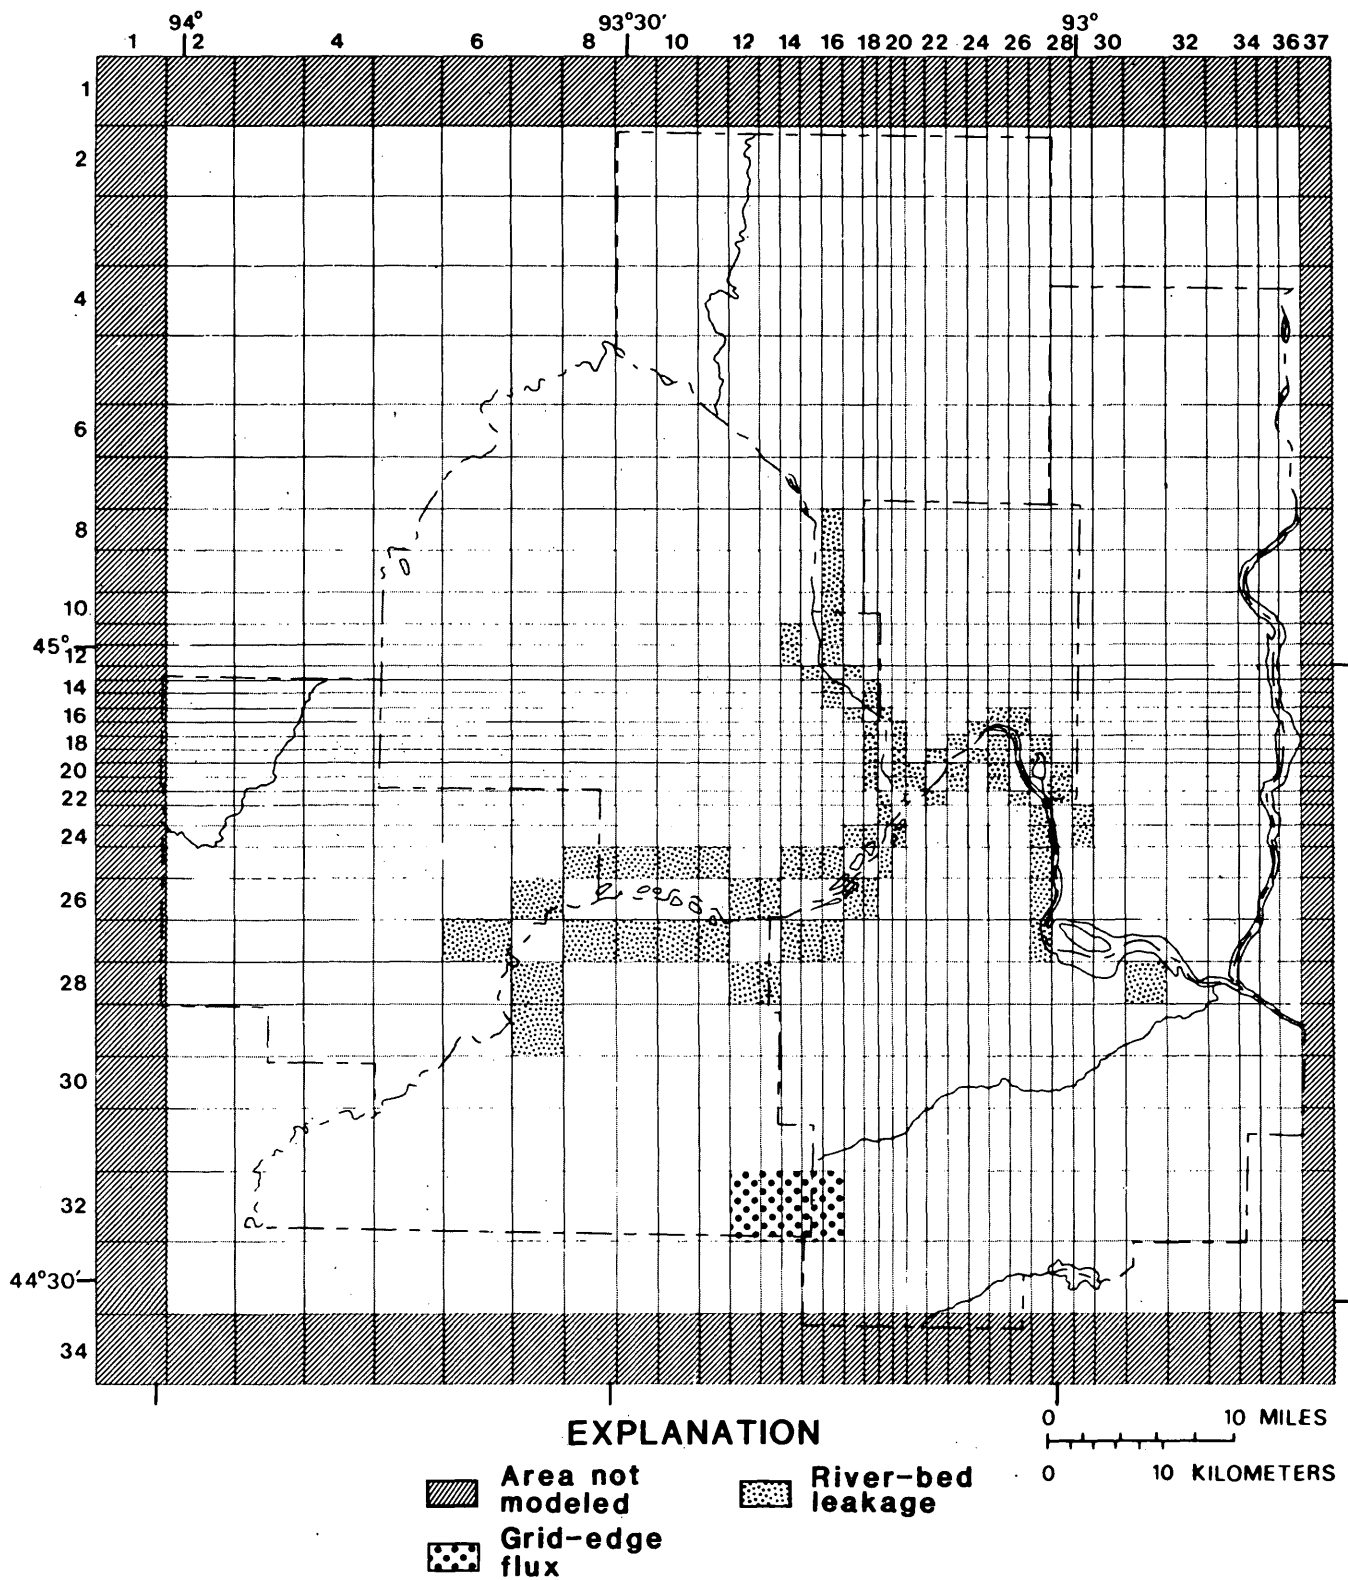 94° 93°30′ 93°
1 2 4 6 8 10 12 14 16 18 20 22 24 26 28 30 32 34 36 37
1
2
4
6
8
10
45°
12
14
16
18
20
22
24
26
28
30
32
44°30′
34
EXPLANATION
0 10 MILES
0 10 KILOMETERS
Area not
modeled
River-bed
leakage
Grid-edge
flux